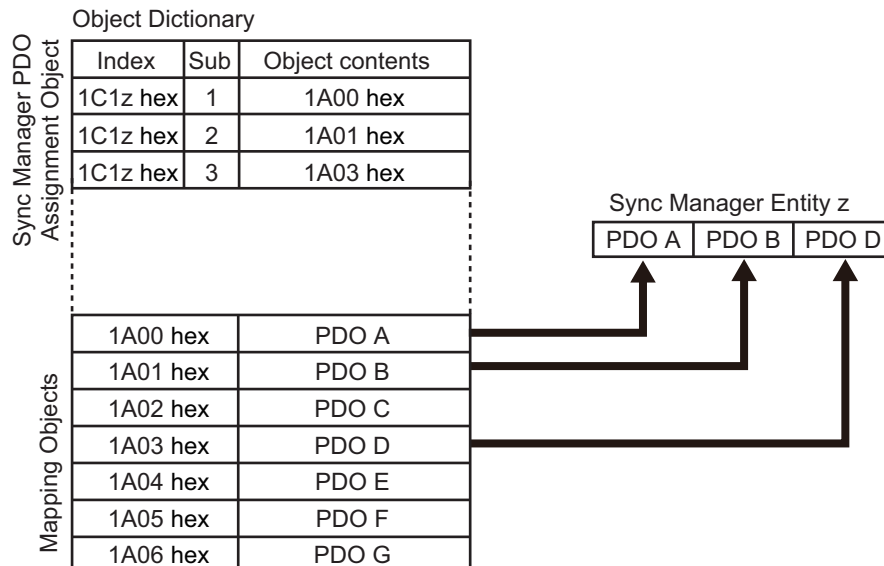 Object Dictionary
Sync Manager PDO
Assignment Object
Index Sub Object contents
1C1z hex 1 1A00 hex
1C1z hex 2 1A01 hex
1C1z hex 3 1A03 hex
Sync Manager Entity z
PDO A PDO B PDO D
Mapping Objects
1A00 hex PDO A
1A01 hex PDO B
1A02 hex PDO C
1A03 hex PDO D
1A04 hex PDO E
1A05 hex PDO F
1A06 hex PDO G